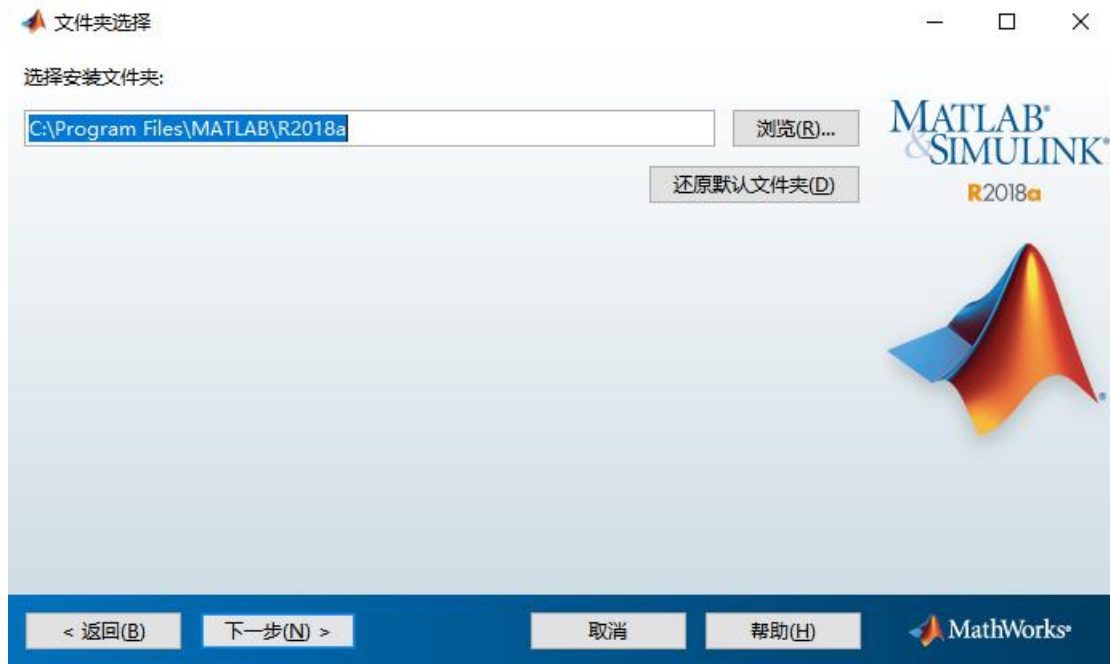 文件夹选择
选择安装文件夹:
C:\Program Files\MATLAB\R2018a
浏览(R)...
还原默认文件夹(D)
MATLAB®
&SIMULINK®
R2018a
< 返回(B)
下一步(N) >
取消
帮助(H)
MathWorks®